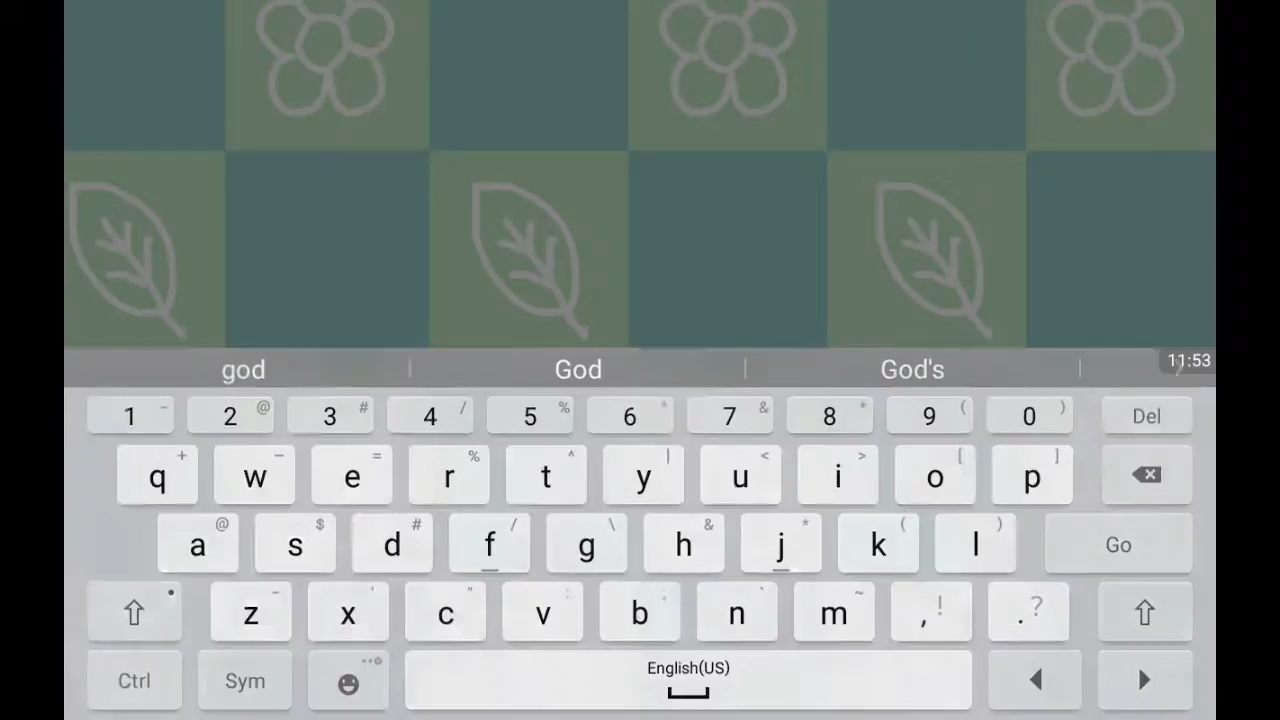 god God God's 11:53
1 - 2 @ 3 # 4 / 5 % 6 ^ 7 & 8 * 9 ( 0 ) Del
q + w − e = r % t ^ y | u < i > o [ p ]
a @ s $ d # f / g \ h & j * k ( l ) Go
z - x ' c " v : b ; n ` m ~ , ! . ?
Ctrl Sym English(US)